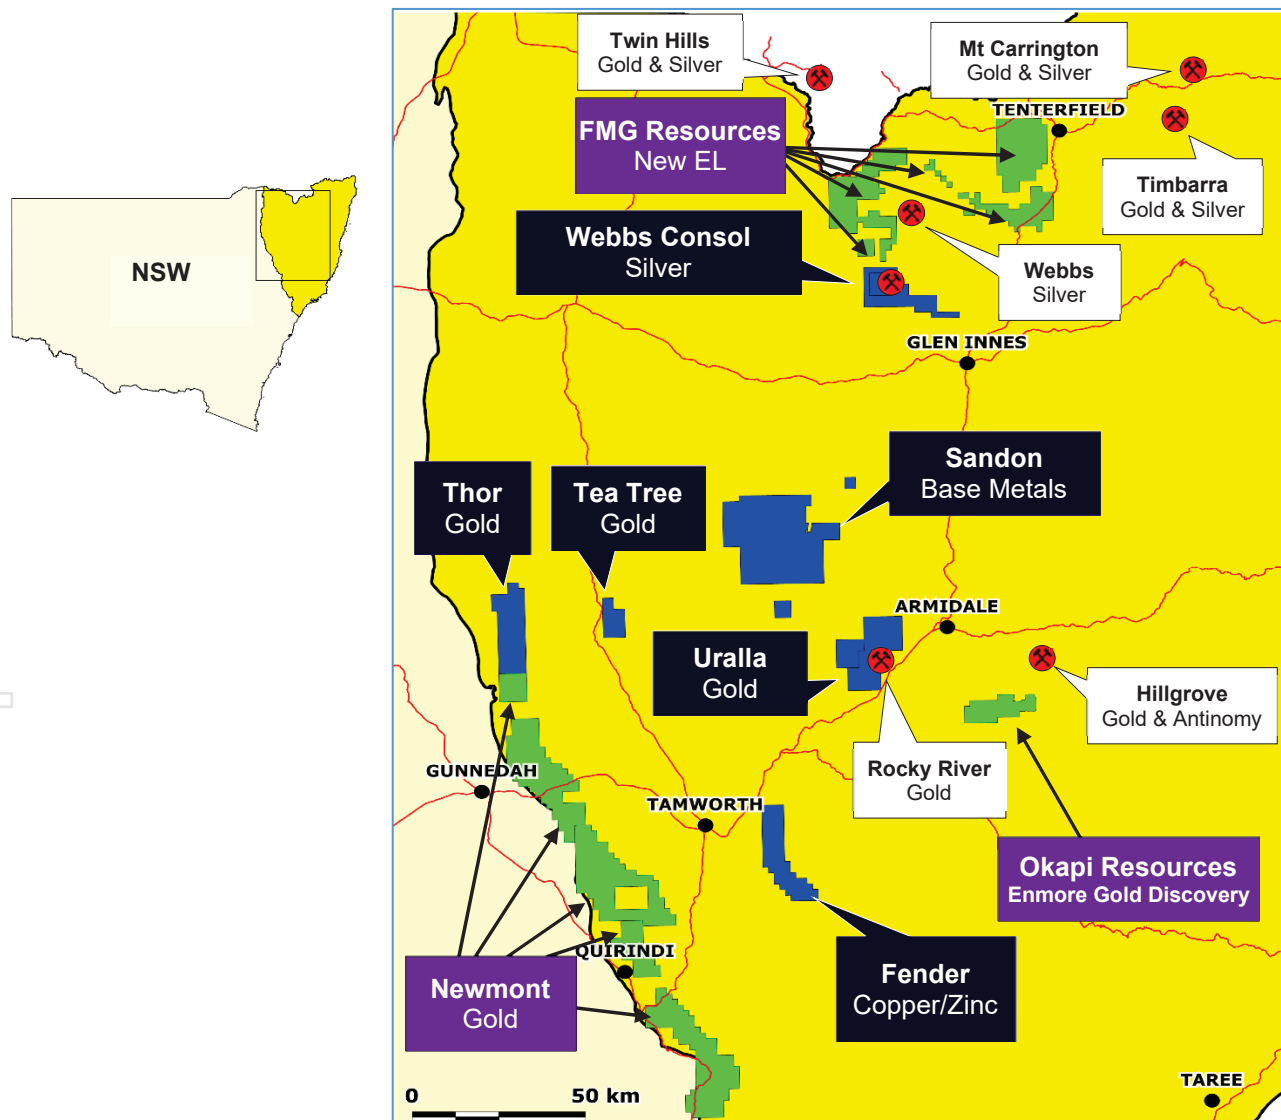 Twin Hills
Gold & Silver
Mt Carrington
Gold & Silver
TENTERFIELD
FMG Resources
New EL
Timbarra
Gold & Silver
Webbs Consol
Silver
Webbs
Silver
NSW
GLEN INNES
Sandon
Base Metals
Thor
Gold
Tea Tree
Gold
ARMIDALE
Uralla
Gold
Hillgrove
Gold & Antinomy
Rocky River
Gold
GUNNEDAH
TAMWORTH
Okapi Resources
Enmore Gold Discovery
QUIRINDI
Fender
Copper/Zinc
Newmont
Gold
0
50 km
TAREE